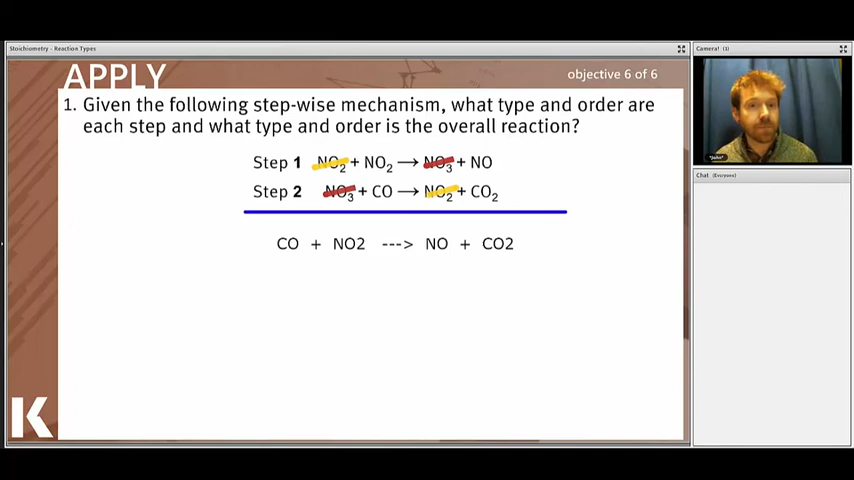 Stoichiometry - Reaction Types
Camera! (1)
APPLY
objective 6 of 6
1. Given the following step-wise mechanism, what type and order are
each step and what type and order is the overall reaction?
Step 1 NO₂ + NO₂ → NO₃ + NO
Step 2 NO₃ + CO → NO₂ + CO₂
CO + NO2 ---> NO + CO2
K
*John*
Chat (Everyone)